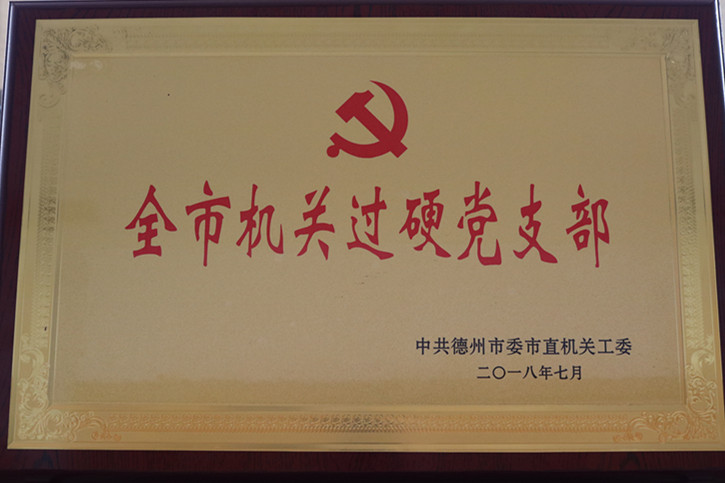 全市机关过硬党支部
中共德州市委市直机关工委
二〇一八年七月